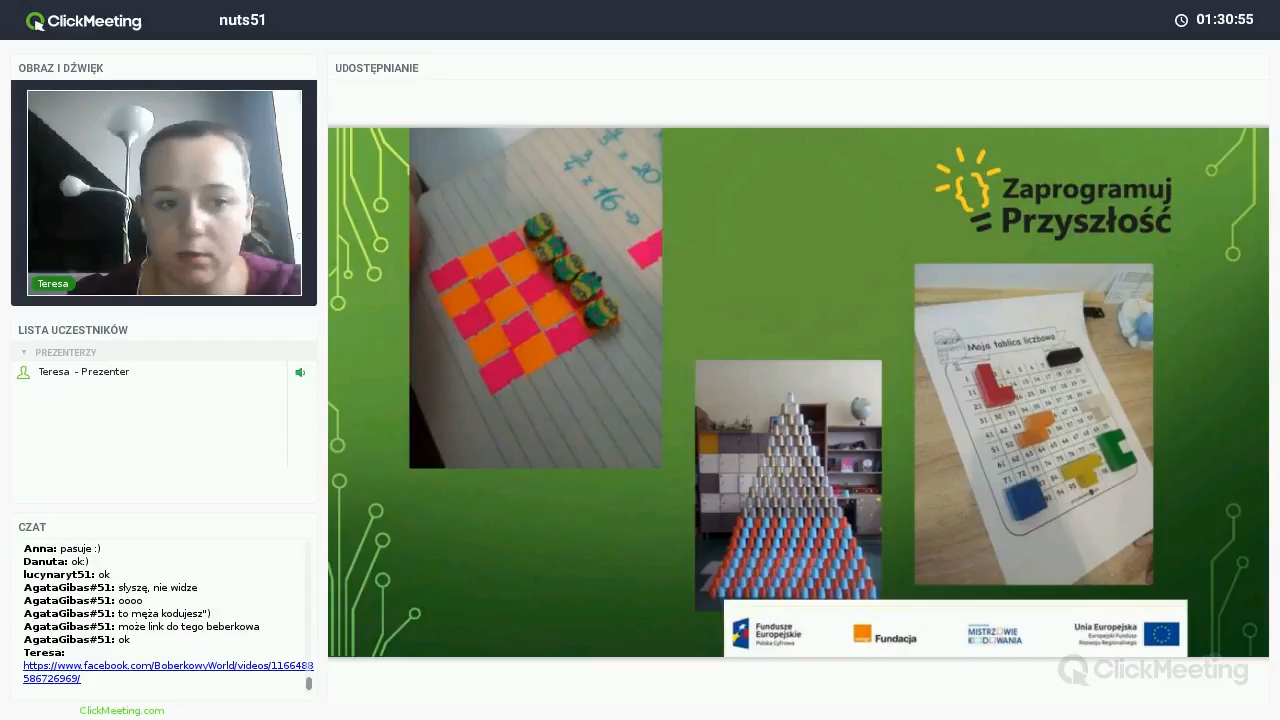 ClickMeeting
nuts51
01:30:55
OBRAZ I DŹWIĘK
UDOSTĘPNIANIE
Teresa
LISTA UCZESTNIKÓW
PREZENTERZY
Teresa - Prezenter
CZAT
Anna: pasuje :)
Danuta: ok:)
lucynaryt51: ok
AgataGibas#51: słyszę, nie widze
AgataGibas#51: oooo
AgataGibas#51: to męża kodujesz")
AgataGibas#51: może link do tego beberkowa
AgataGibas#51: ok
Teresa:
https://www.facebook.com/BoberkowyWorld/videos/1166488
586726969/
ClickMeeting.com
Zaprogramuj
Przyszłość
Moja tablica liczbowa
Fundusze
Europejskie
Polska Cyfrowa
orange
Fundacja
MISTRZOWIE
KODOWANIA
Unia Europejska
Europejski Fundusz
Rozwoju Regionalnego
ClickMeeting